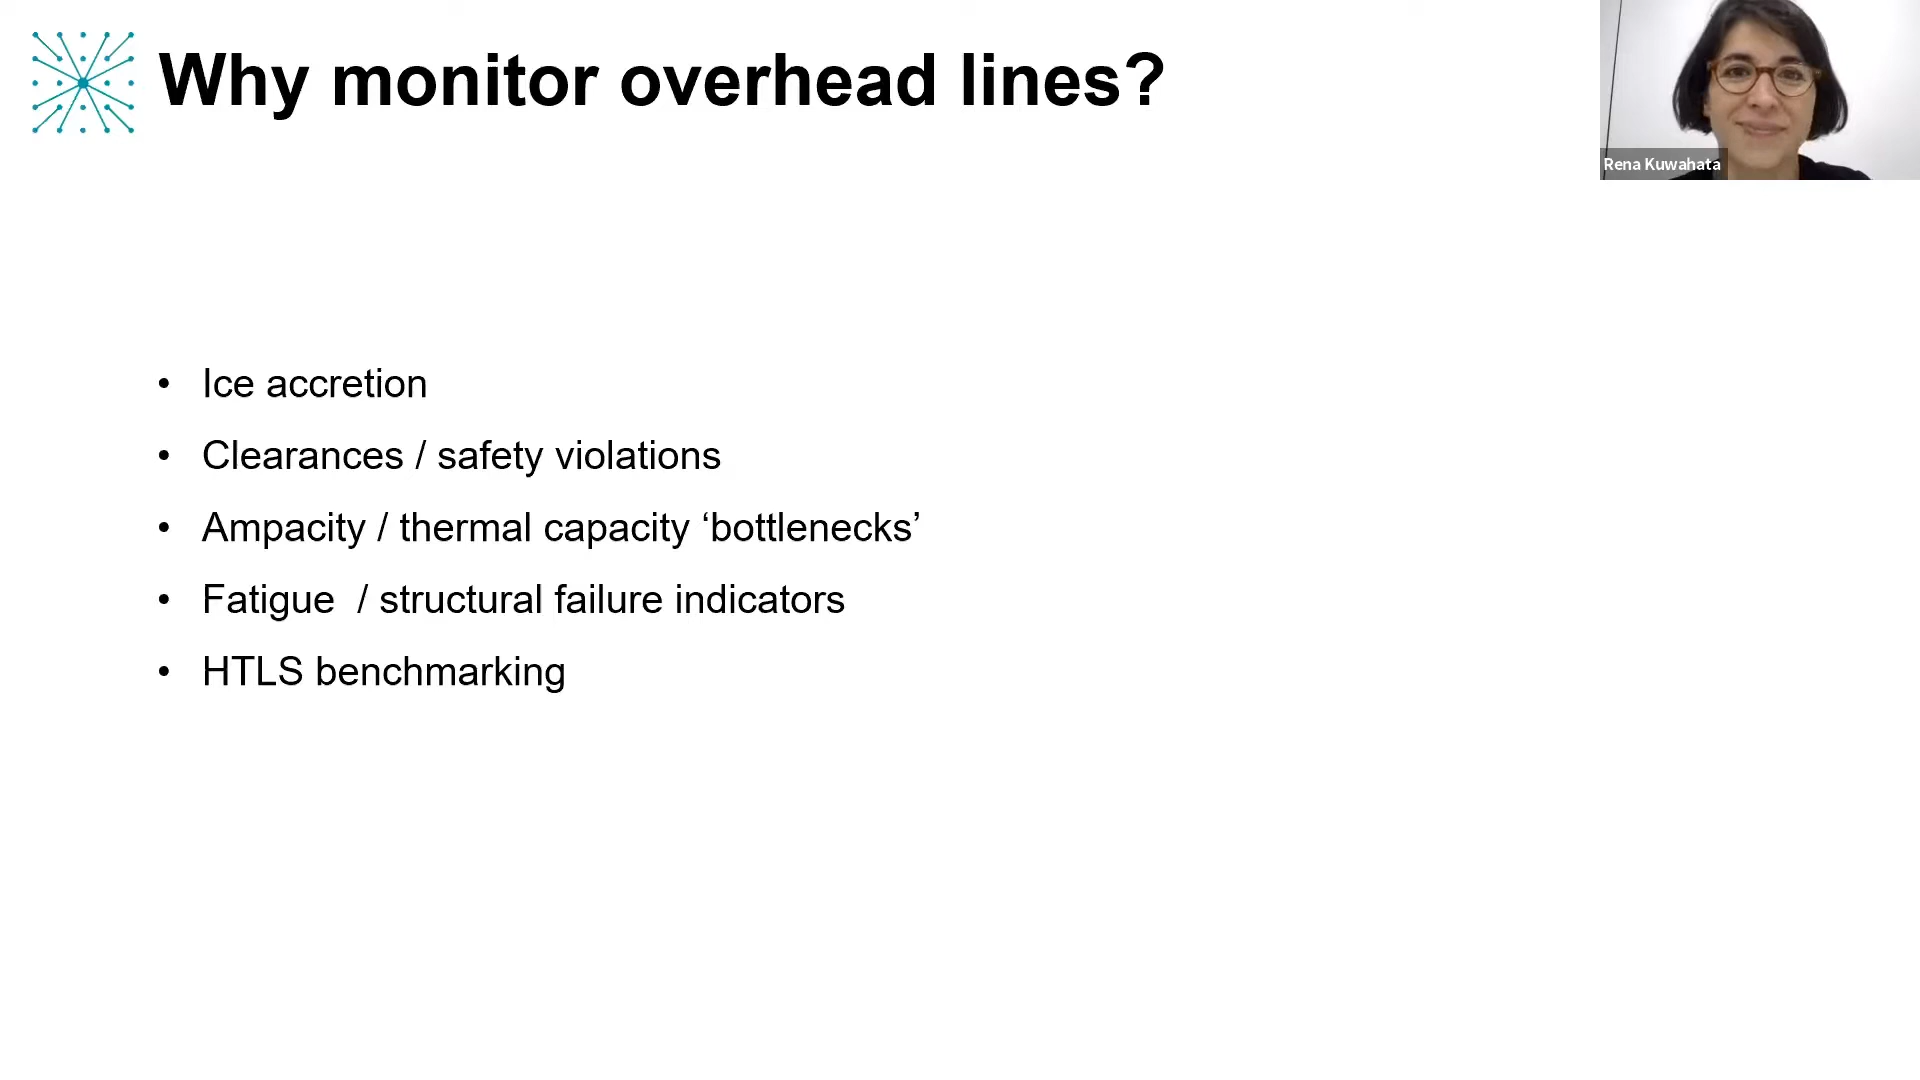 Why monitor overhead lines?
Rena Kuwahata
• Ice accretion
• Clearances / safety violations
• Ampacity / thermal capacity ‘bottlenecks’
• Fatigue  / structural failure indicators
• HTLS benchmarking